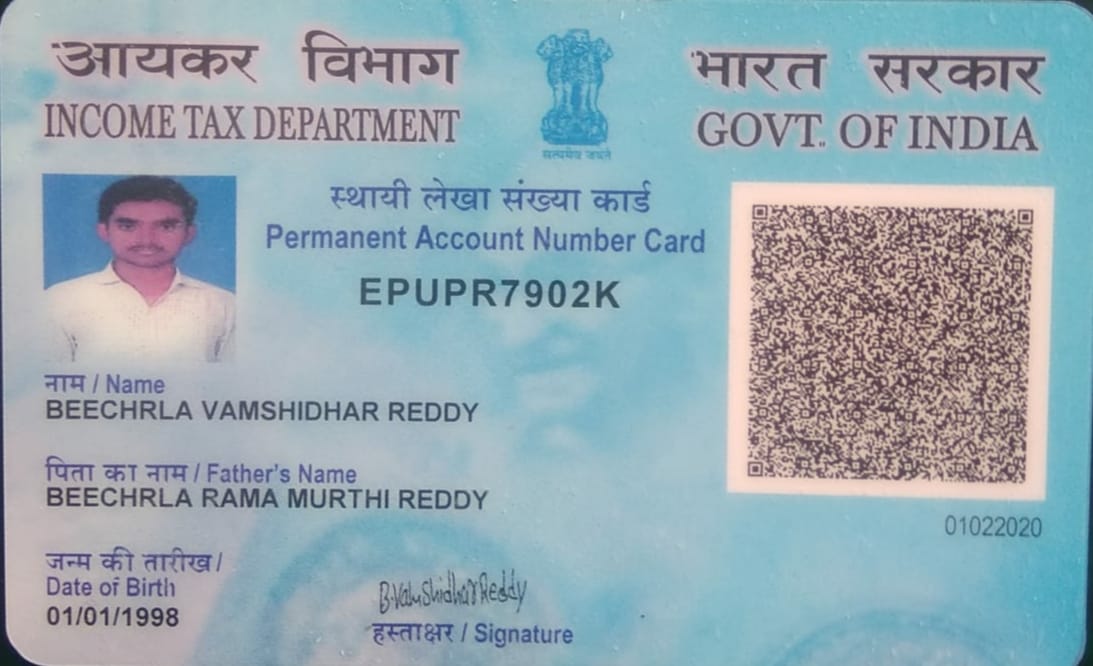 आयकर विभाग
INCOME TAX DEPARTMENT
सत्यमेव जयते
भारत सरकार
GOVT. OF INDIA
स्थायी लेखा संख्या कार्ड
Permanent Account Number Card
EPUPR7902K
नाम / Name
BEECHRLA VAMSHIDHAR REDDY
पिता का नाम / Father's Name
BEECHRLA RAMA MURTHI REDDY
जन्म की तारीख/
Date of Birth
01/01/1998
B.VamShidharReddy
हस्ताक्षर / Signature
01022020